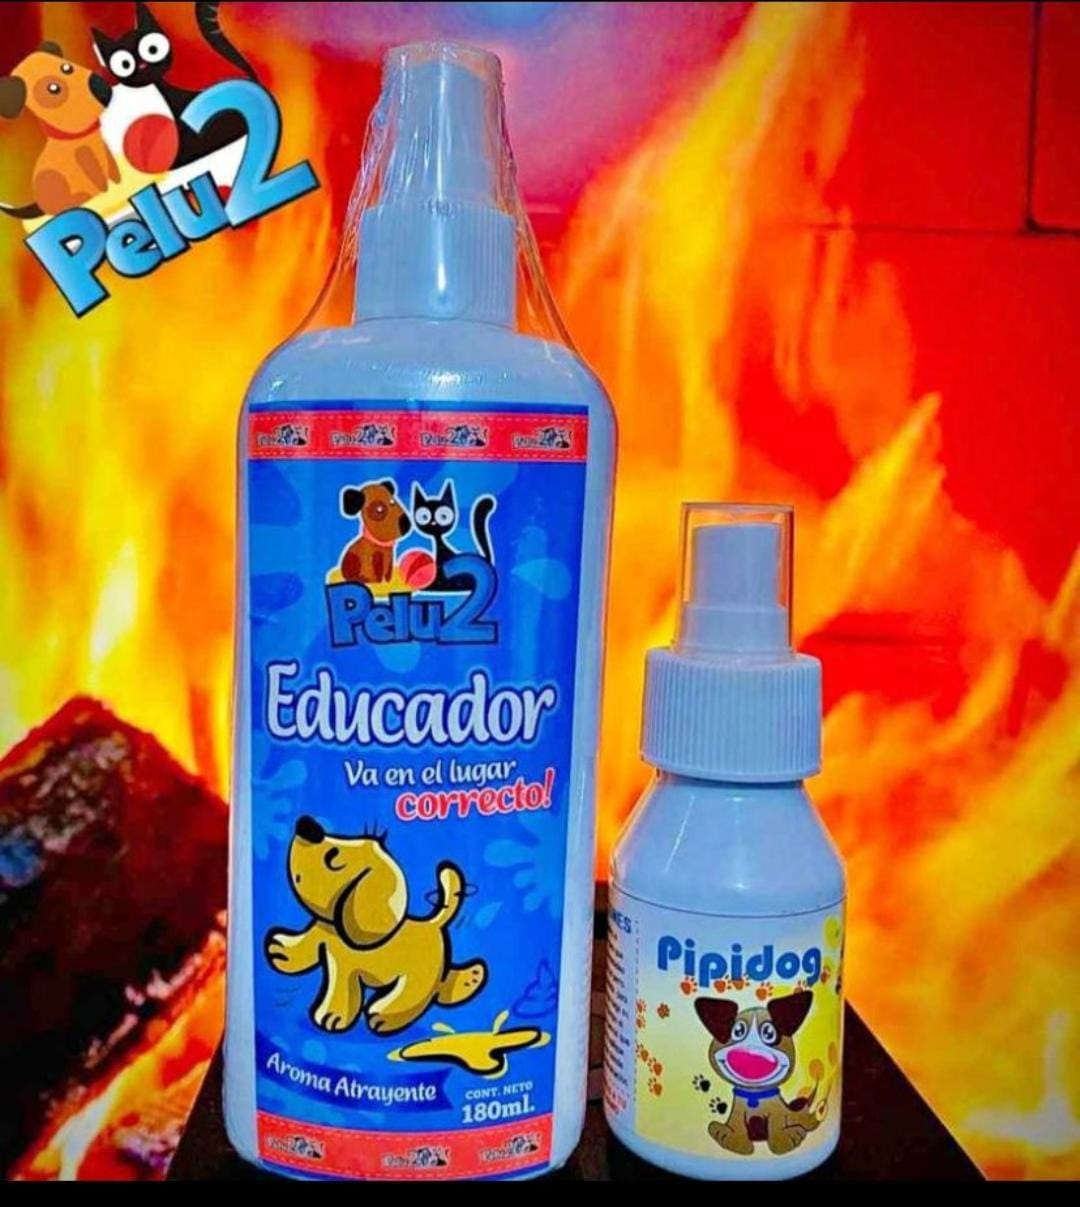 Pelu2
Pelu2
Educador
Va en el lugar
correcto!
Aroma Atrayente
CONT. NETO
180ml.
Pipidog